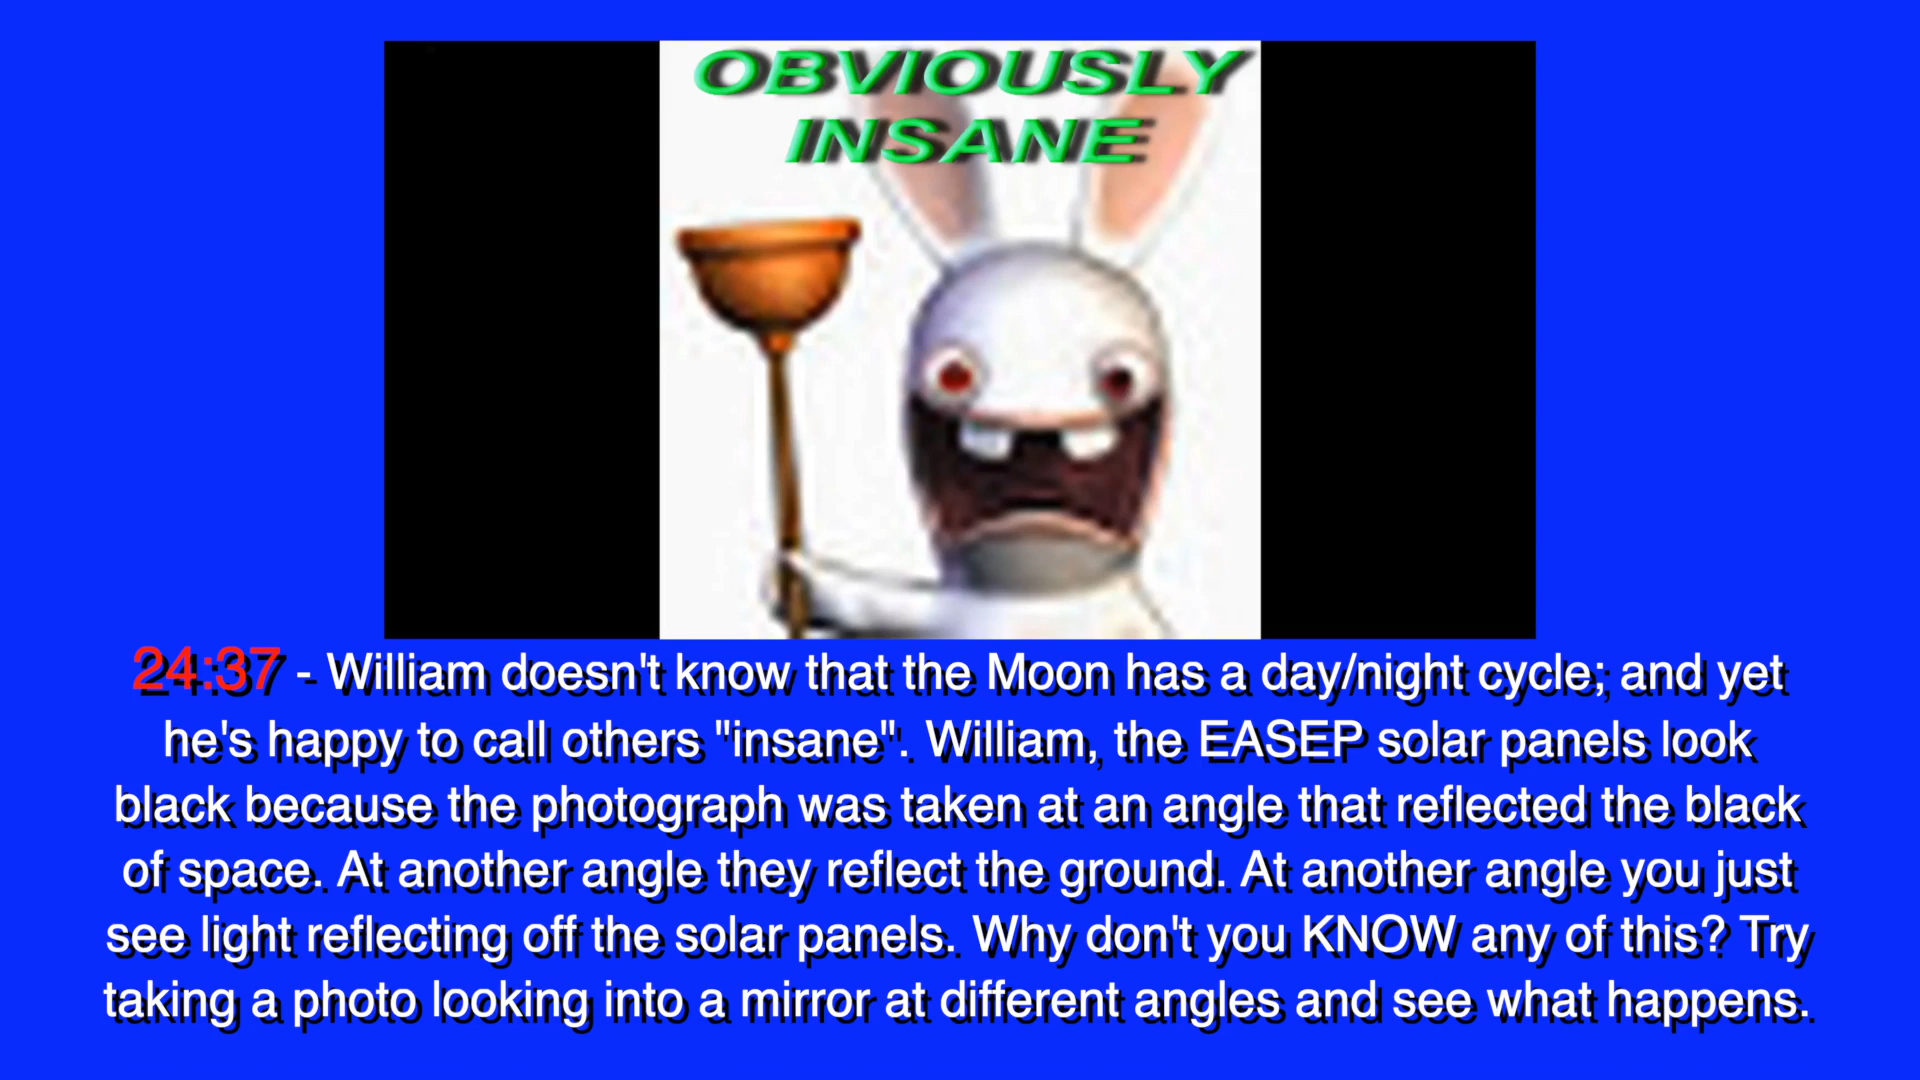 OBVIOUSLY
INSANE
24:37 - William doesn't know that the Moon has a day/night cycle; and yet
he's happy to call others "insane". William, the EASEP solar panels look
black because the photograph was taken at an angle that reflected the black
of space. At another angle they reflect the ground. At another angle you just
see light reflecting off the solar panels. Why don't you KNOW any of this? Try
taking a photo looking into a mirror at different angles and see what happens.